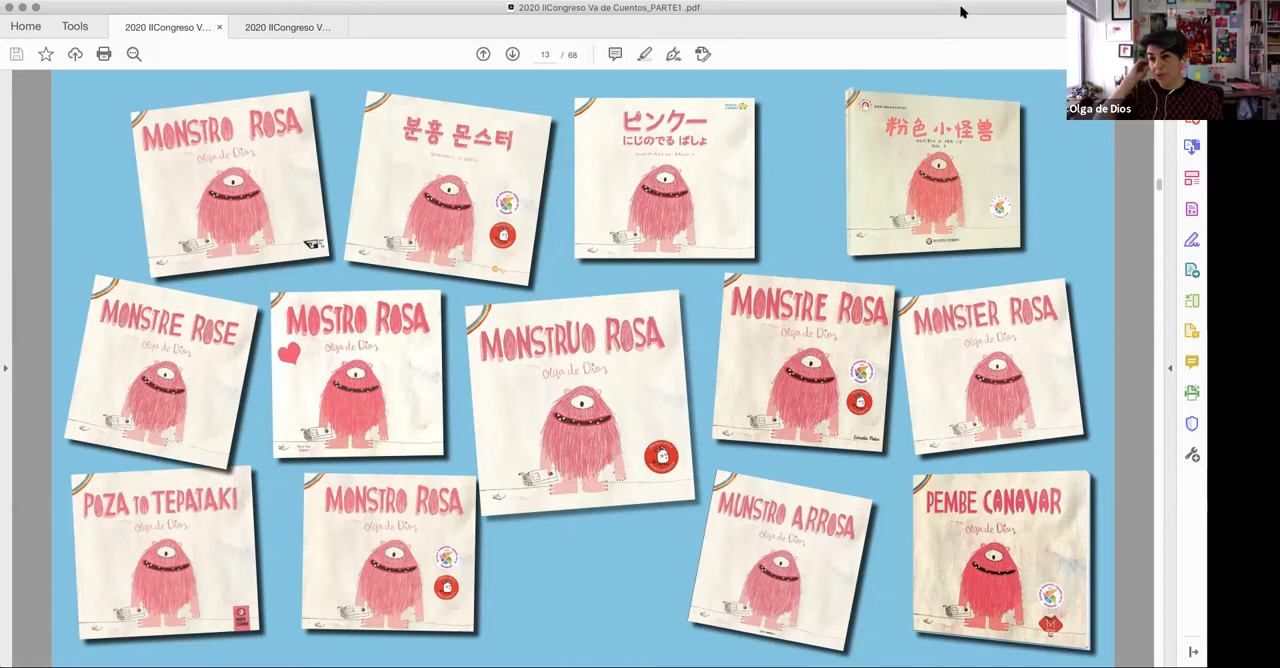 2020 IICongreso Va de Cuentos_PARTE1 .pdf
Home Tools 2020 IICongreso V... × 2020 IICongreso V...
13 / 68
Olga de Dios
MONSTRO ROSA
Olga de Dios
분홍 몬스터
ピンクー
にじのでる ばしょ
粉色小怪兽
MONSTRE ROSE
Olga de Dios
MOSTRO ROSA
Olga de Dios
MONSTRUO ROSA
Olga de Dios
MONSTRE ROSA
Olga de Dios
MONSTER ROSA
Olga de Dios
POZA TO TEPATAKI
Olga de Dios
MONSTRO ROSA
Olga de Dios
MUNSTRO ARROSA
Olga de Dios
PEMBE CANAVAR
Olga de Dios